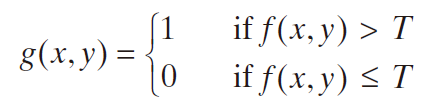 g(x, y) = { 1 if f(x, y) > T
0 if f(x, y) ≤ T